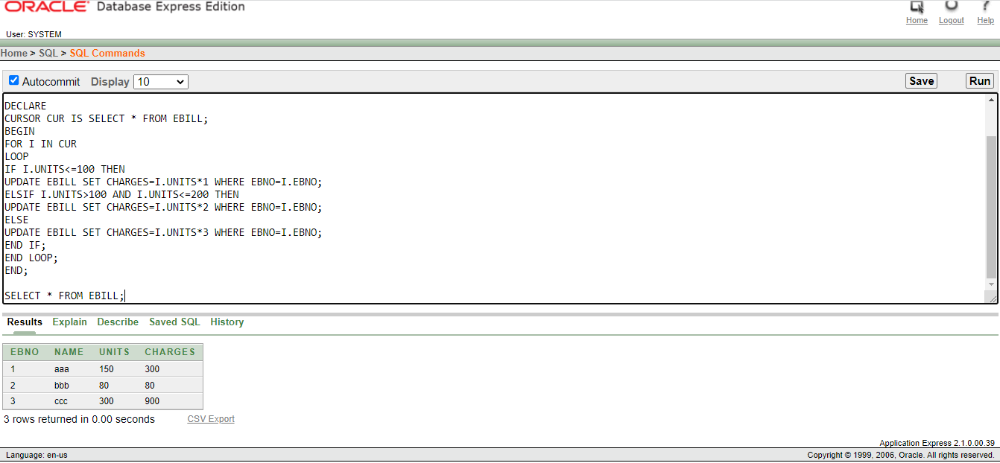 ORACLE® Database Express Edition
Home Logout Help
User: SYSTEM
Home > SQL > SQL Commands
Autocommit Display 10 Save Run
DECLARE
CURSOR CUR IS SELECT * FROM EBILL;
BEGIN
FOR I IN CUR
LOOP
IF I.UNITS<=100 THEN
UPDATE EBILL SET CHARGES=I.UNITS*1 WHERE EBNO=I.EBNO;
ELSIF I.UNITS>100 AND I.UNITS<=200 THEN
UPDATE EBILL SET CHARGES=I.UNITS*2 WHERE EBNO=I.EBNO;
ELSE
UPDATE EBILL SET CHARGES=I.UNITS*3 WHERE EBNO=I.EBNO;
END IF;
END LOOP;
END;
SELECT * FROM EBILL;
Results Explain Describe Saved SQL History
EBNO NAME UNITS CHARGES
1 aaa 150 300
2 bbb 80 80
3 ccc 300 900
3 rows returned in 0.00 seconds CSV Export
Application Express 2.1.0.00.39
Language: en-us Copyright © 1999, 2006, Oracle. All rights reserved.